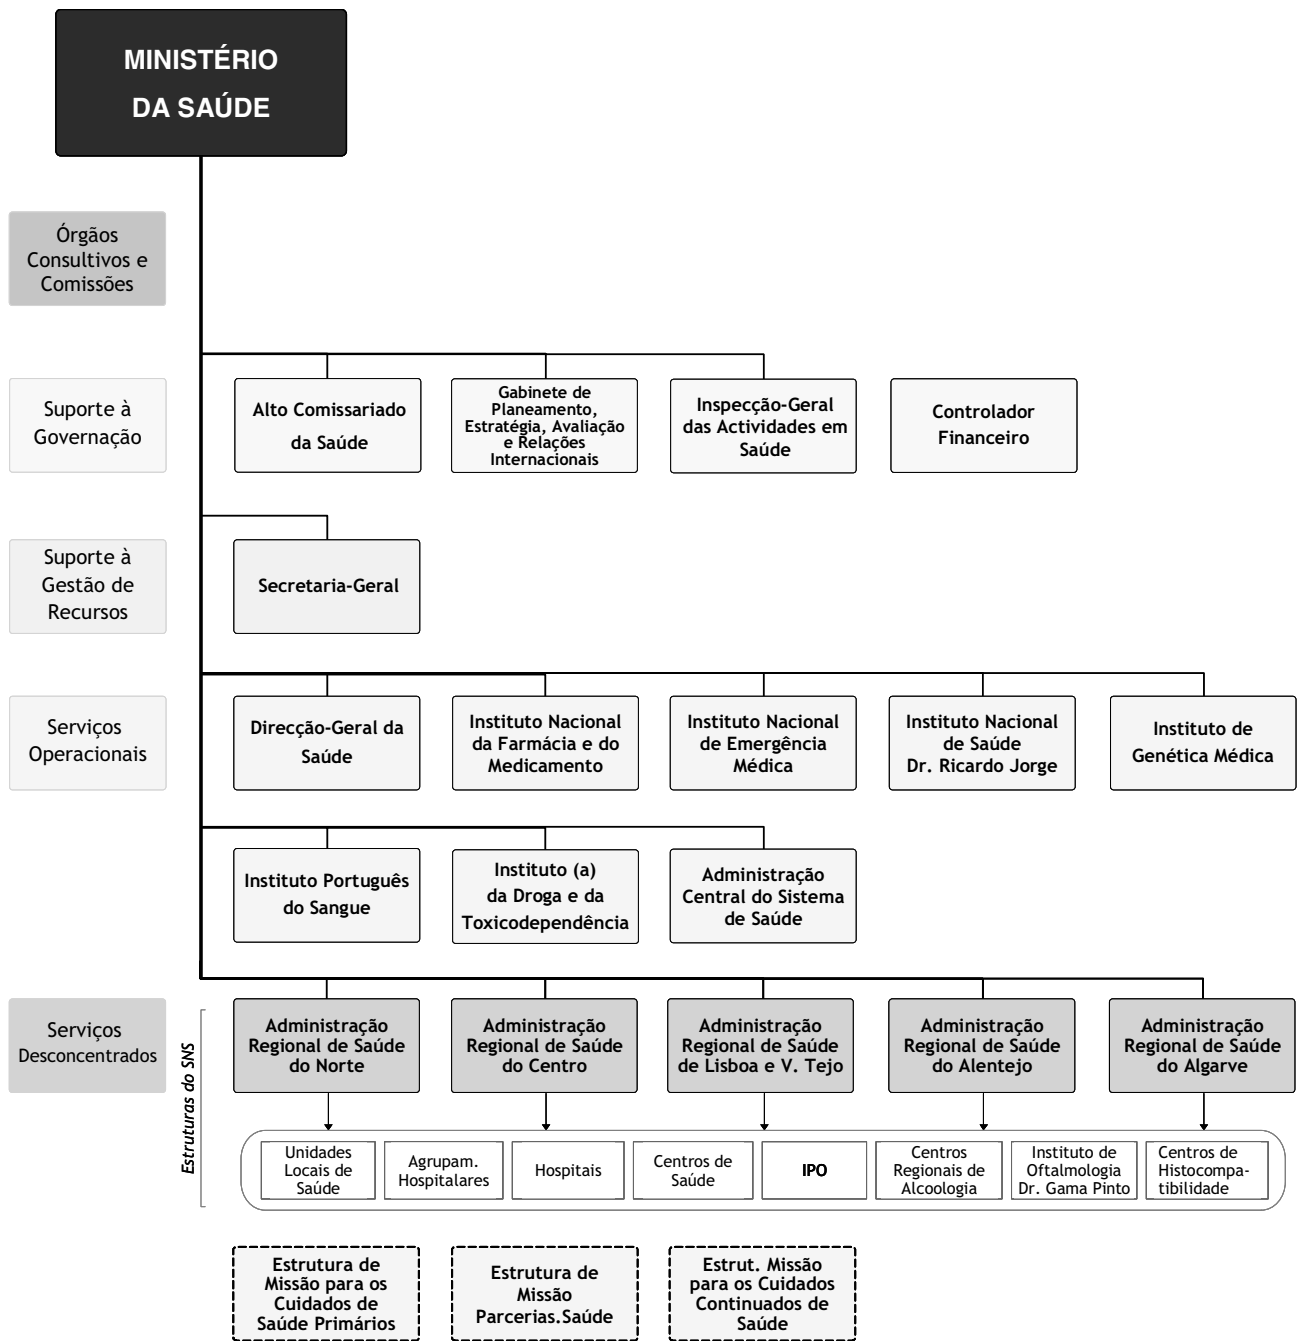 MINISTÉRIO
DA SAÚDE
Órgãos
Consultivos e
Comissões
Suporte à
Governação
Alto Comissariado
da Saúde
Gabinete de
Planeamento,
Estratégia, Avaliação
e Relações
Internacionais
Inspecção-Geral
das Actividades em
Saúde
Controlador
Financeiro
Suporte à
Gestão de
Recursos
Secretaria-Geral
Serviços
Operacionais
Direcção-Geral da
Saúde
Instituto Nacional
da Farmácia e do
Medicamento
Instituto Nacional
de Emergência
Médica
Instituto Nacional
de Saúde
Dr. Ricardo Jorge
Instituto de
Genética Médica
Instituto Português
do Sangue
Instituto (a)
da Droga e da
Toxicodependência
Administração
Central do Sistema
de Saúde
Serviços
Desconcentrados
Estruturas do SNS
Administração
Regional de Saúde
do Norte
Administração
Regional de Saúde
do Centro
Administração
Regional de Saúde
de Lisboa e V. Tejo
Administração
Regional de Saúde
do Alentejo
Administração
Regional de Saúde
do Algarve
Unidades
Locais de
Saúde
Agrupam.
Hospitalares
Hospitais
Centros de
Saúde
IPO
Centros
Regionais de
Alcoologia
Instituto de
Oftalmologia
Dr. Gama Pinto
Centros de
Histocompa-
tibilidade
Estrutura de
Missão para os
Cuidados de
Saúde Primários
Estrutura de
Missão
Parcerias.Saúde
Estrut. Missão
para os Cuidados
Continuados de
Saúde